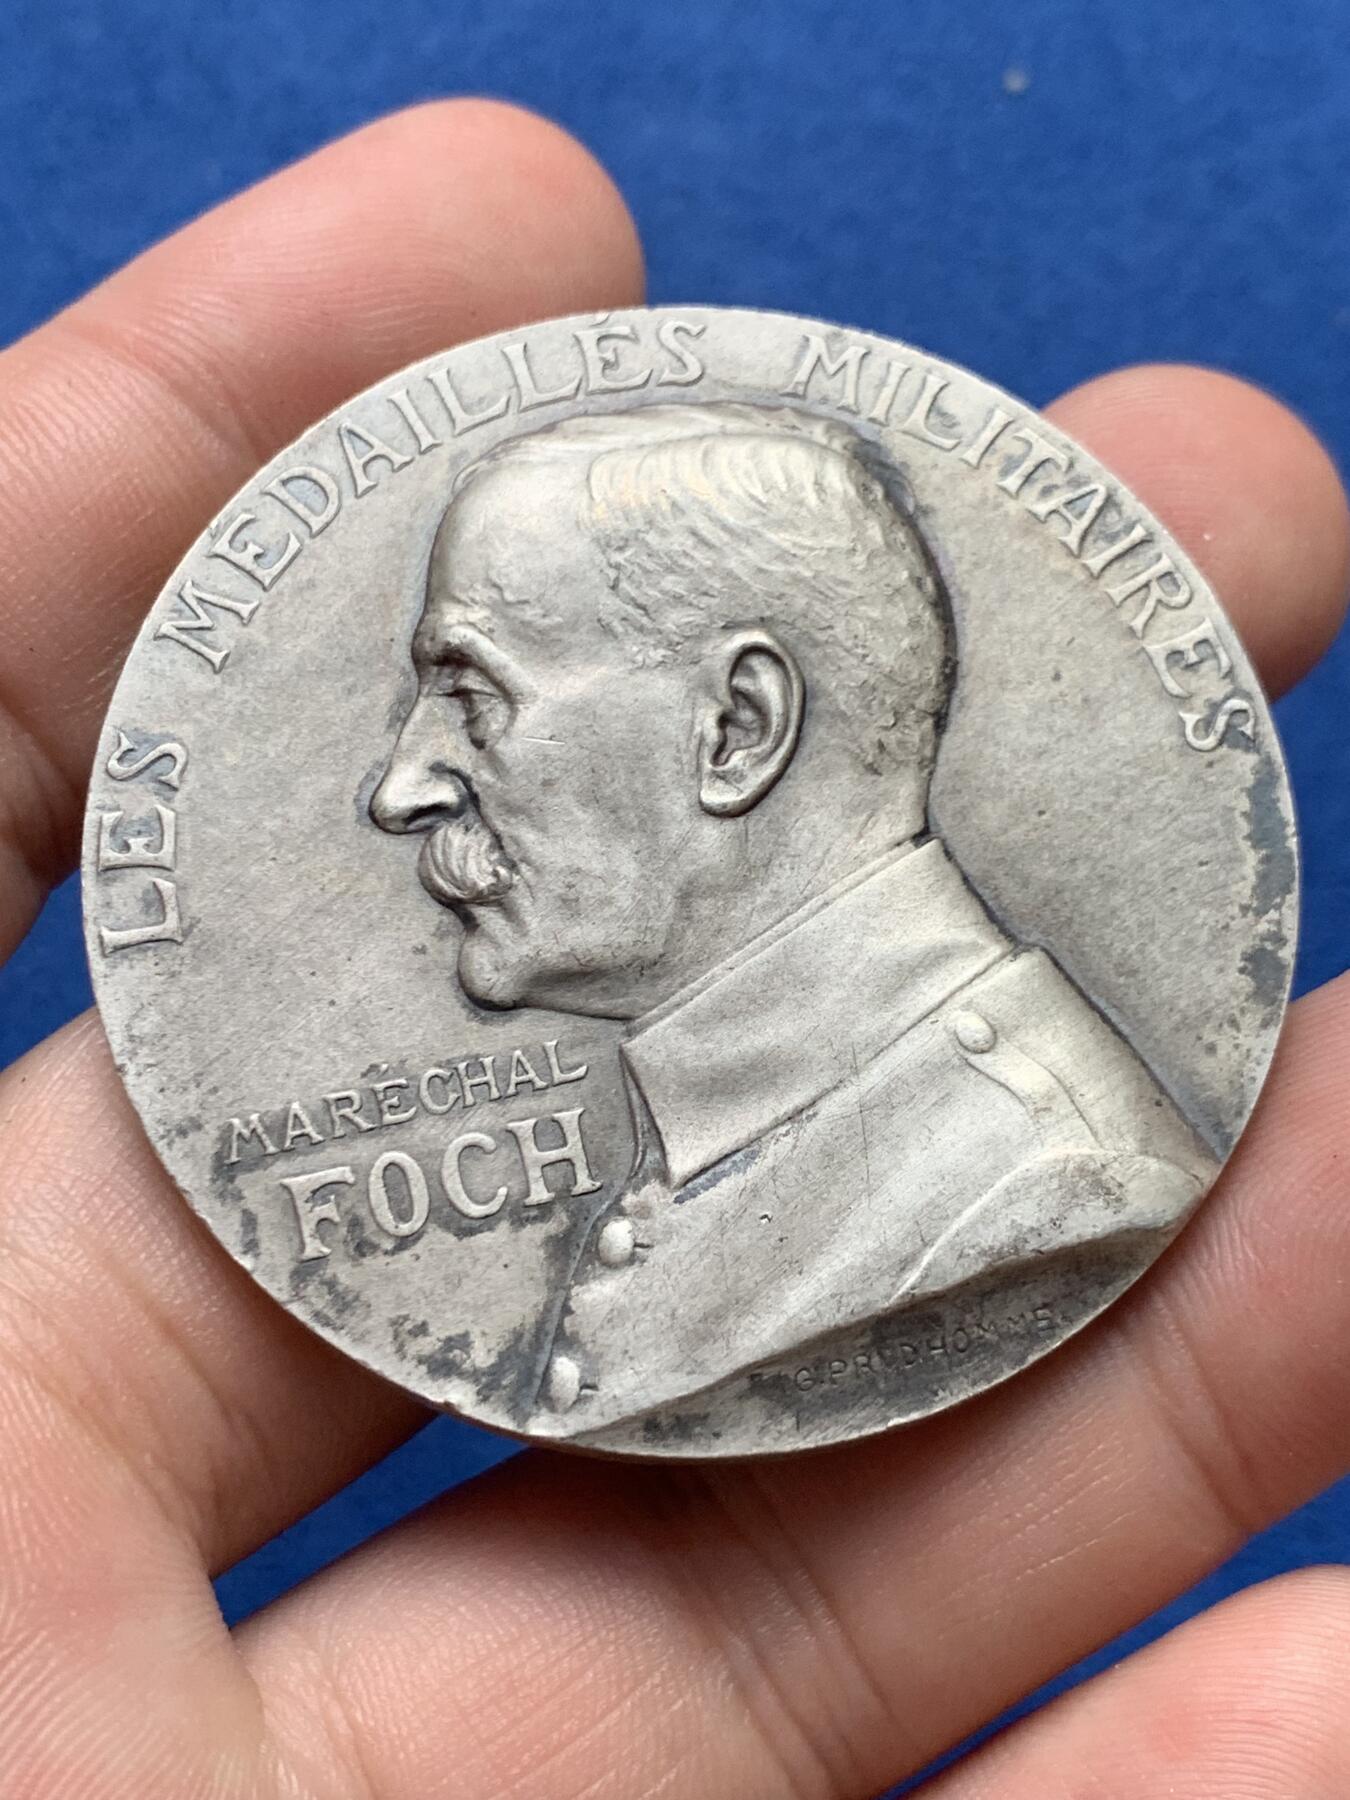 LES MÉDAILLÉS MILITAIRES
MARÉCHAL
FOCH
G. PRUDHOMME.